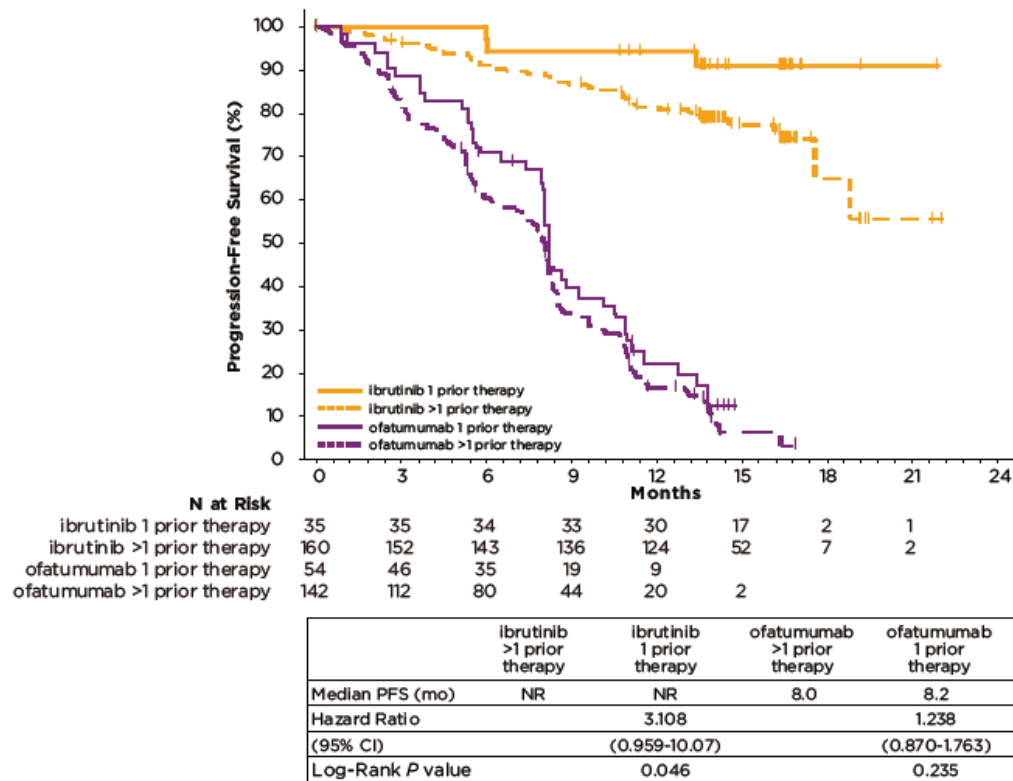 Progression-Free Survival (%)
100
90
80
70
60
50
40
30
20
10
0
ibrutinib 1 prior therapy
ibrutinib >1 prior therapy
ofatumumab 1 prior therapy
ofatumumab >1 prior therapy
0 3 6 9 12 15 18 21 24
Months
N at Risk
ibrutinib 1 prior therapy 35 35 34 33 30 17 2 1
ibrutinib >1 prior therapy 160 152 143 136 124 52 7 2
ofatumumab 1 prior therapy 54 46 35 19 9
ofatumumab >1 prior therapy 142 112 80 44 20 2
ibrutinib ibrutinib ofatumumab ofatumumab
>1 prior 1 prior >1 prior 1 prior
therapy therapy therapy therapy
Median PFS (mo) NR NR 8.0 8.2
Hazard Ratio 3.108 1.238
(95% CI) (0.959-10.07) (0.870-1.763)
Log-Rank P value 0.046 0.235